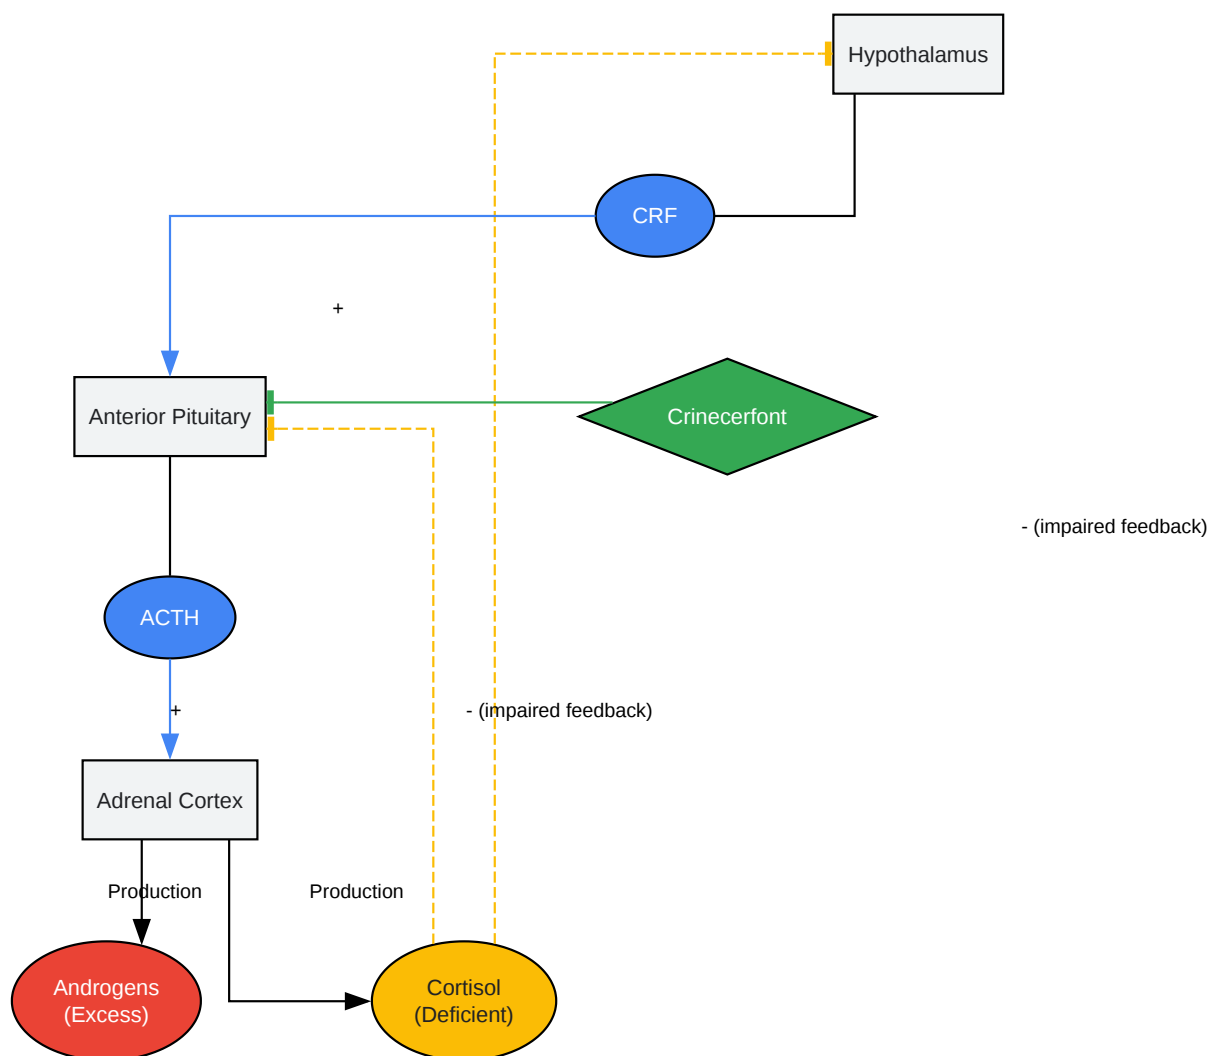 Hypothalamus
CRF
+
Anterior Pituitary
Crinecerfont
- (impaired feedback)
ACTH
+
- (impaired feedback)
Adrenal Cortex
Production
Production
Androgens
(Excess)
Cortisol
(Deficient)